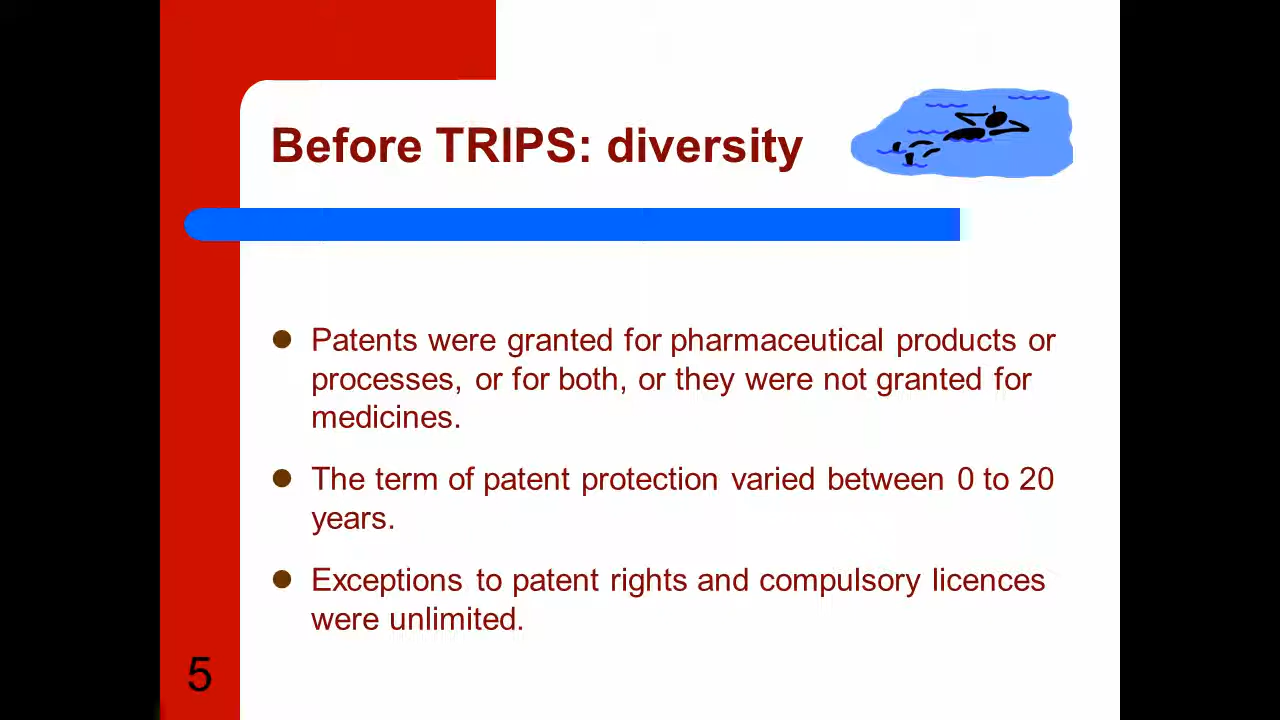 Before TRIPS: diversity
Patents were granted for pharmaceutical products or
processes, or for both, or they were not granted for
medicines.
The term of patent protection varied between 0 to 20
years.
Exceptions to patent rights and compulsory licences
were unlimited.
5